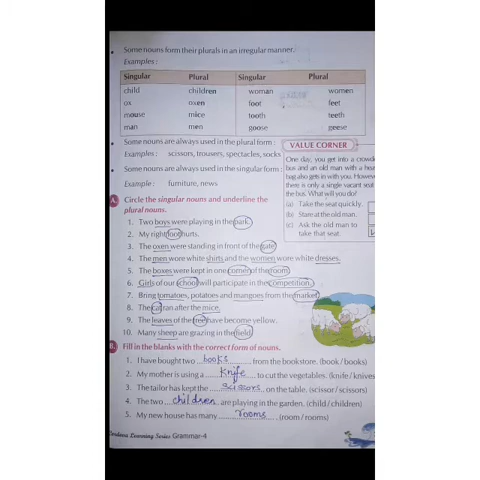 Some nouns form their plurals in an irregular manner.
Examples :
Singular Plural Singular Plural
child children woman women
ox oxen foot feet
mouse mice tooth teeth
man men goose geese
Some nouns are always used in the plural form :
Examples : scissors, trousers, spectacles, socks
Some nouns are always used in the singular form :
Example : furniture, news
VALUE CORNER
One day, you get into a crowd
bus and an old man with a hea
bag also gets in with you. Howeve
there is only a single vacant seat
the bus. What will you do?
(a) Take the seat quickly.
(b) Stare at the old man.
(c) Ask the old man to
take that seat.
A. Circle the singular nouns and underline the
plural nouns.
1. Two boys were playing in the park.
2. My right foot hurts.
3. The oxen were standing in front of the gate.
4. The men wore white shirts and the women wore white dresses.
5. The boxes were kept in one corner of the room.
6. Girls of our school will participate in the competition.
7. Bring tomatoes, potatoes and mangoes from the market.
8. The cat ran after the mice.
9. The leaves of the tree have become yellow.
10. Many sheep are grazing in the field.
B. Fill in the blanks with the correct form of nouns.
1. I have bought two books from the bookstore. (book / books)
2. My mother is using a knife to cut the vegetables. (knife / knives
3. The tailor has kept the scissors on the table. (scissor / scissors)
4. The two children are playing in the garden. (child / children)
5. My new house has many rooms. (room / rooms)
Learning Series Grammar-4